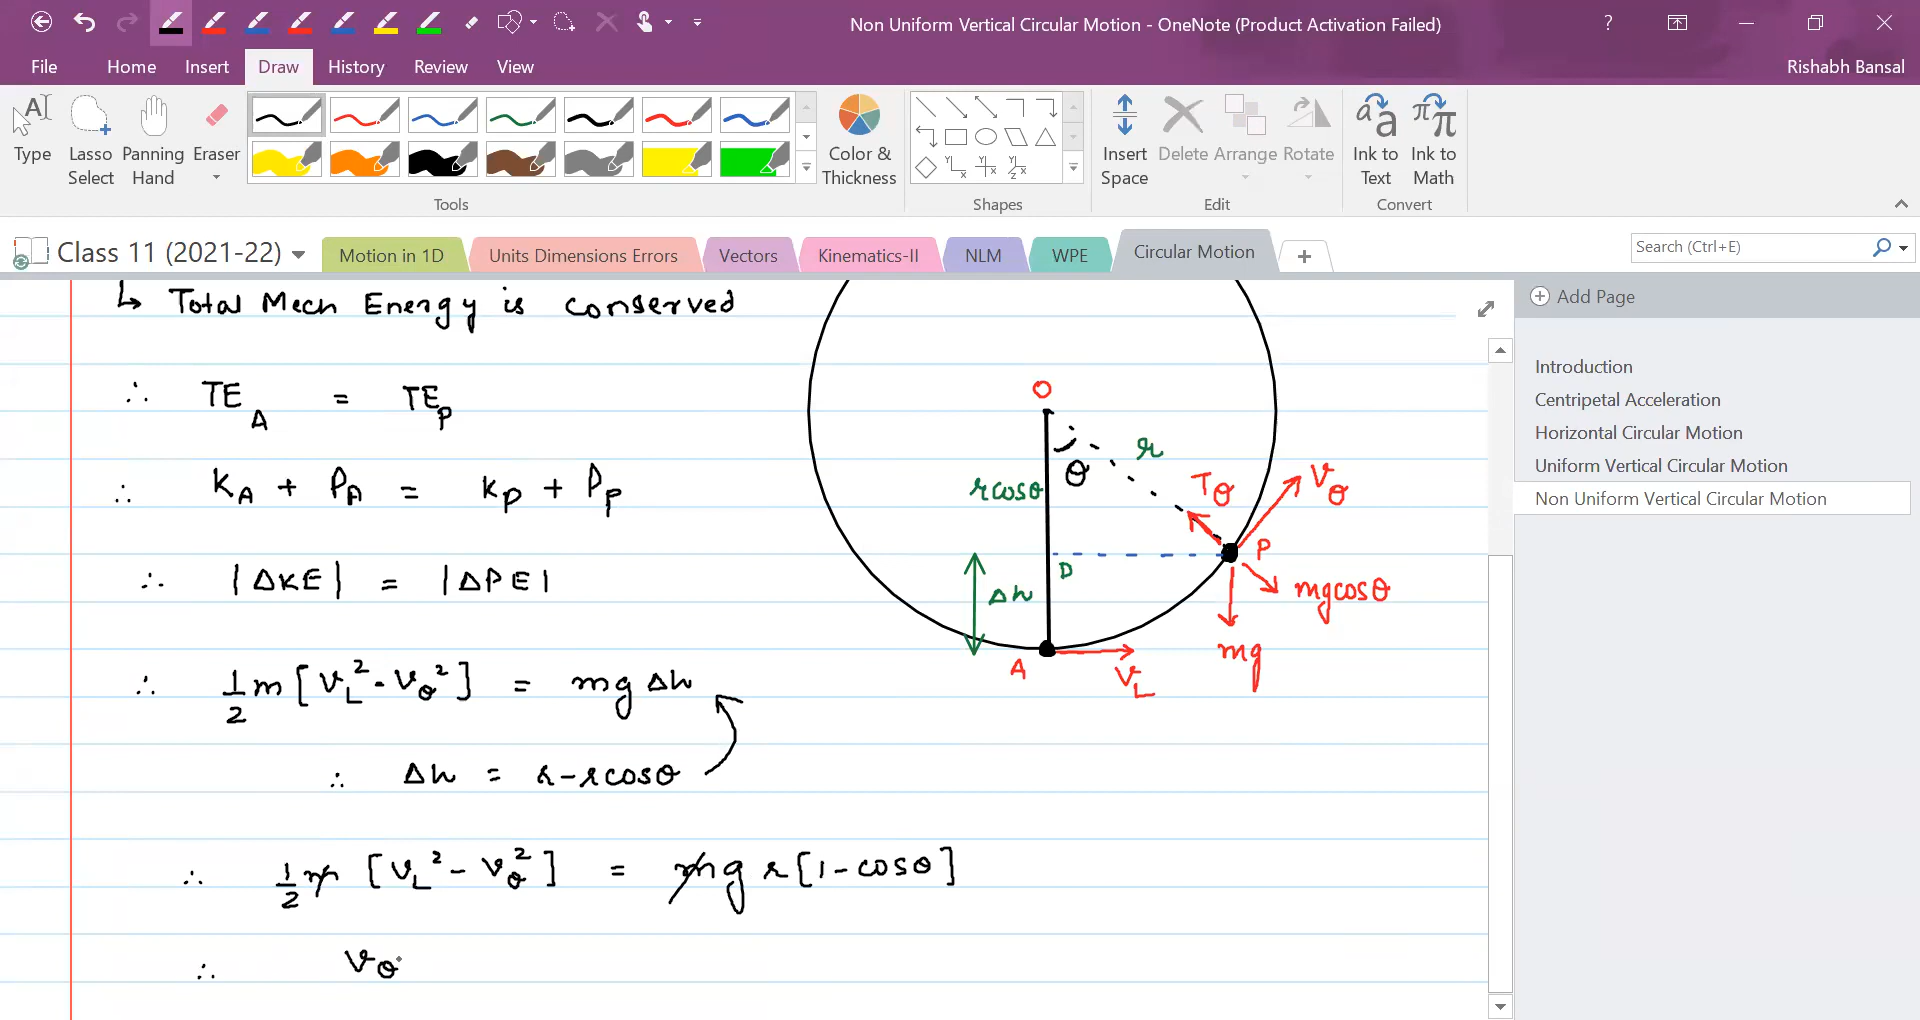 Non Uniform Vertical Circular Motion - OneNote (Product Activation Failed)
?
File Home Insert Draw History Review View
Rishabh Bansal
Type
Lasso Select
Panning Hand
Eraser
Color & Thickness
Insert Space
Delete
Arrange
Rotate
Ink to Text
Ink to Math
Tools
Shapes
Edit
Convert
Class 11 (2021-22)
Motion in 1D
Units Dimensions Errors
Vectors
Kinematics-II
NLM
WPE
Circular Motion
Search (Ctrl+E)
Add Page
Introduction
Centripetal Acceleration
Horizontal Circular Motion
Uniform Vertical Circular Motion
Non Uniform Vertical Circular Motion
↳ Total Mech Energy is conserved
∴ TE_A = TE_P
∴ K_A + P_A = K_P + P_P
∴ |ΔKE| = |ΔPE|
∴ 1/2 m [V_L² - V_θ²] = mg Δh
∴ Δh = r - r cosθ
∴ 1/2 m [V_L² - V_θ²] = mg r [1 - cosθ]
∴ V_θ
O
r
θ
r cosθ
T_θ
V_θ
P
D
Δh
mg cosθ
mg
A
V_L